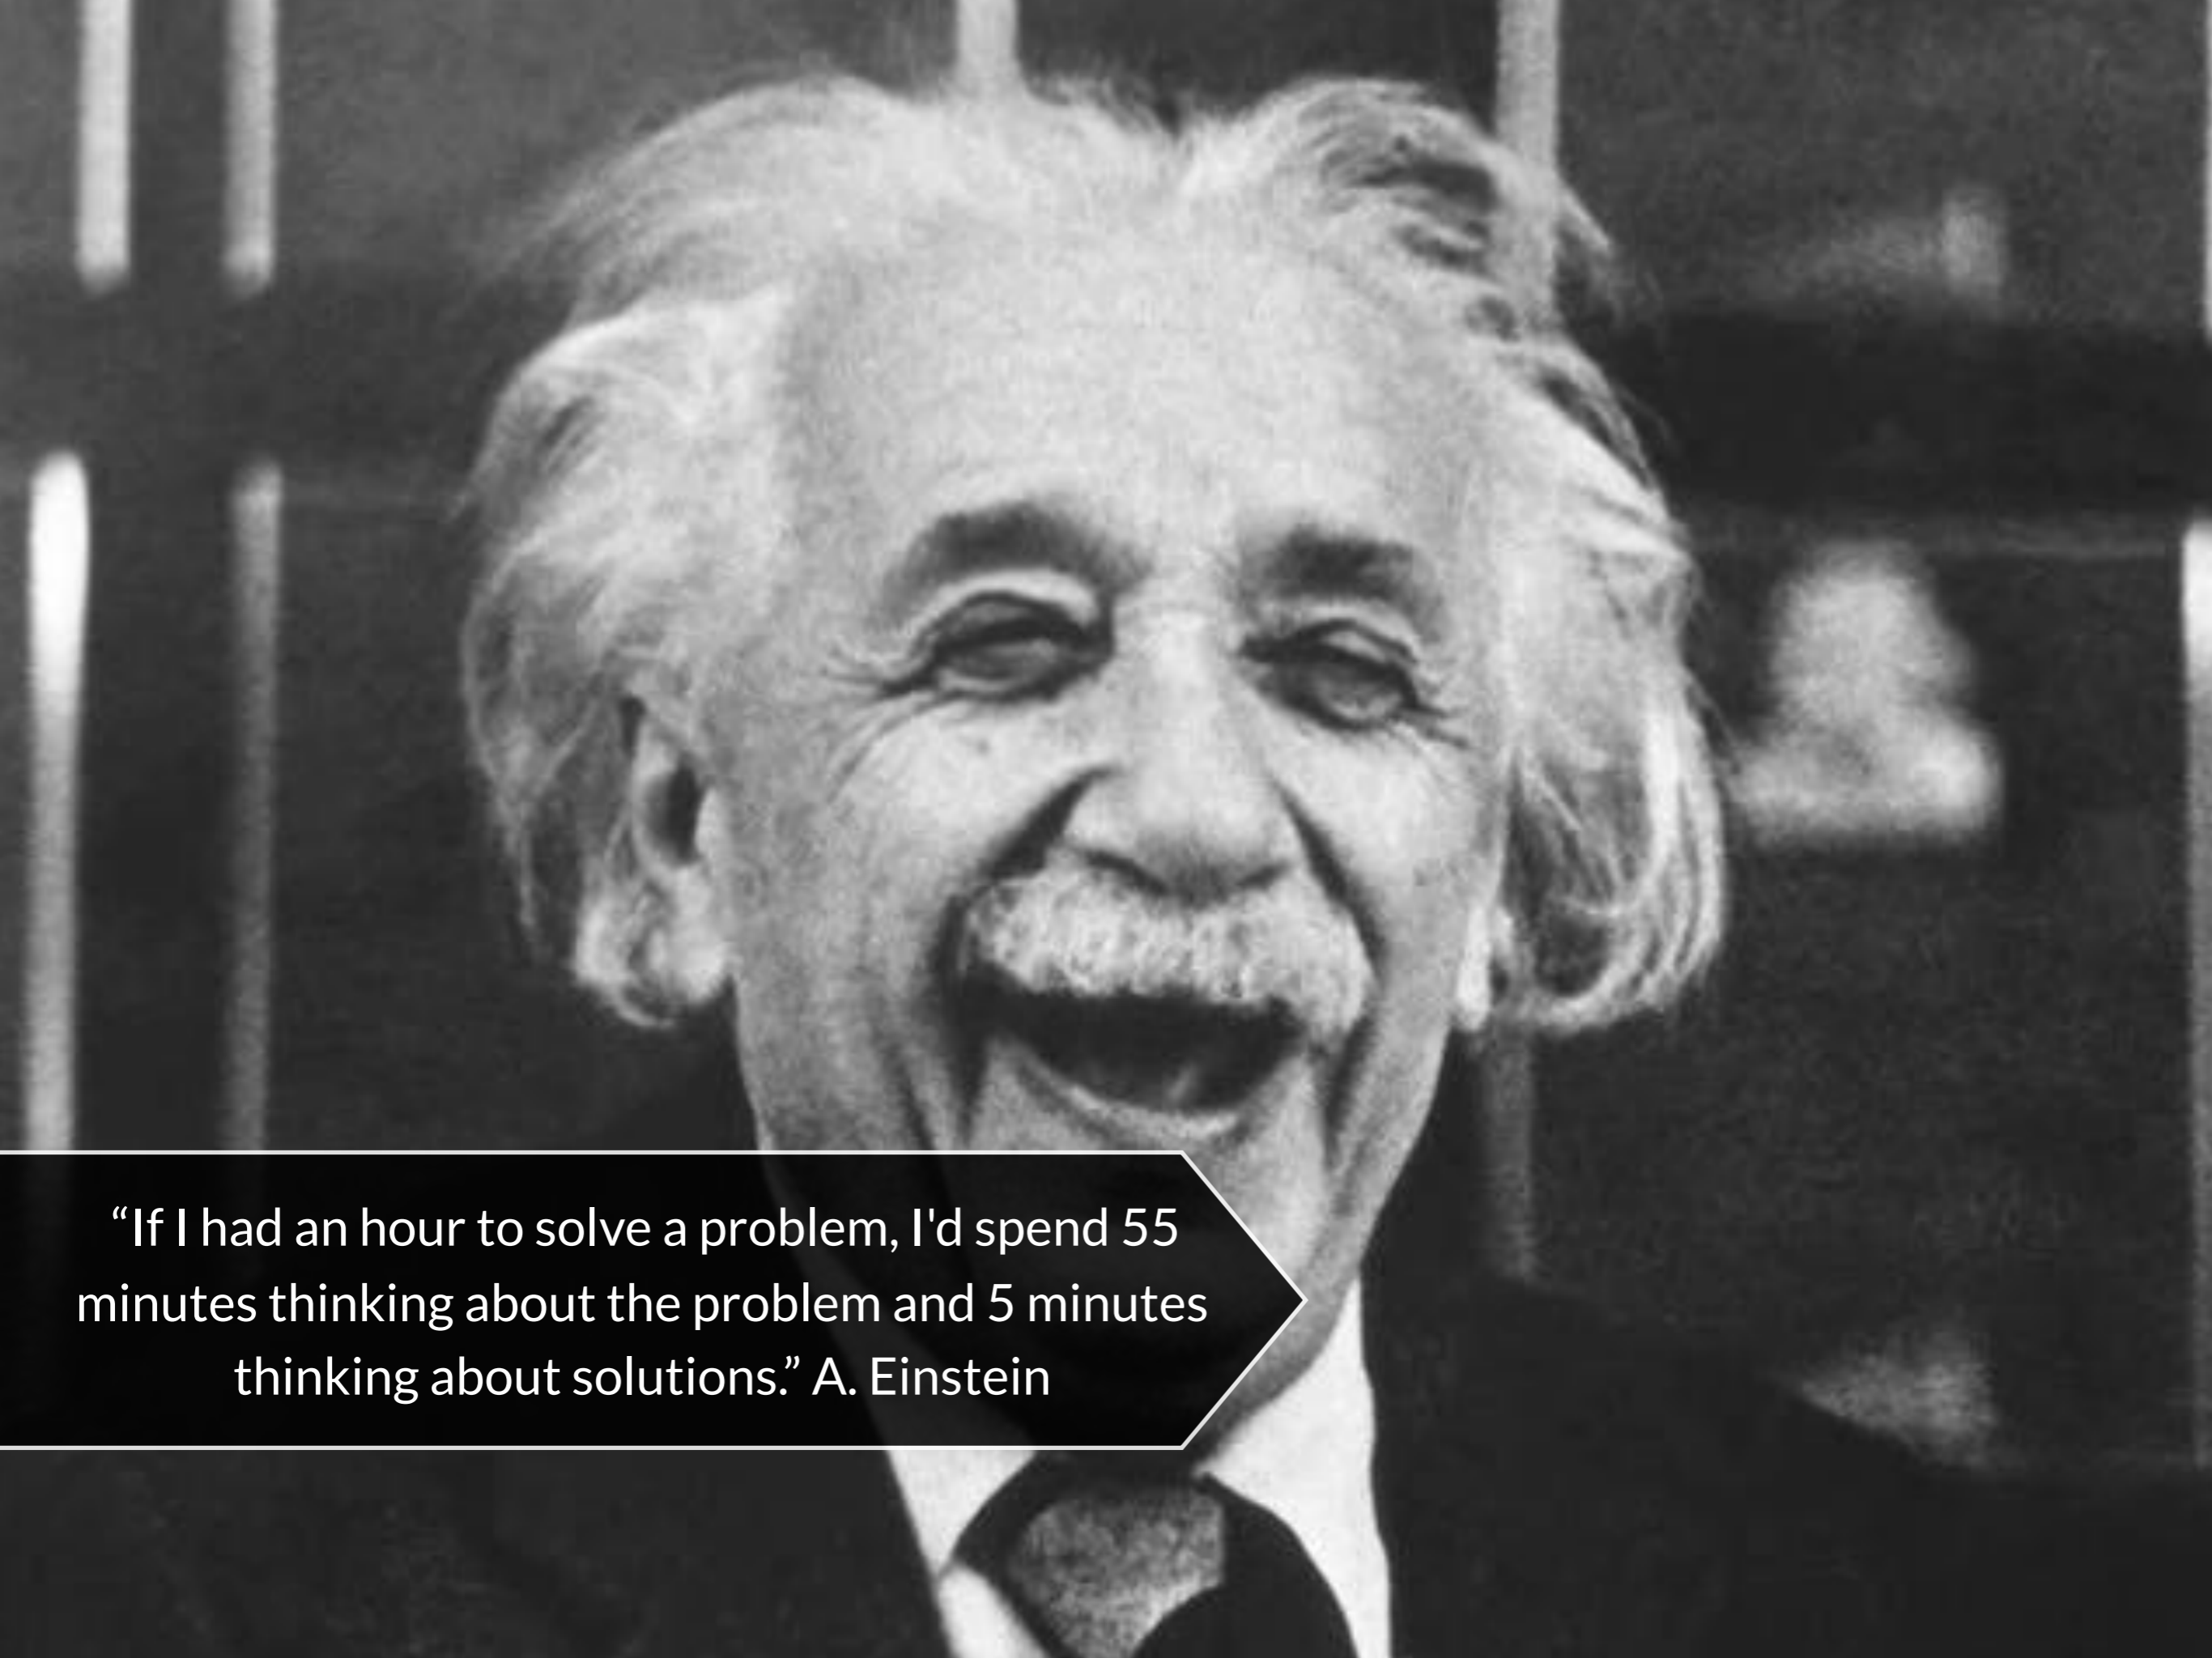 “If I had an hour to solve a problem, I'd spend 55
minutes thinking about the problem and 5 minutes
thinking about solutions.” A. Einstein